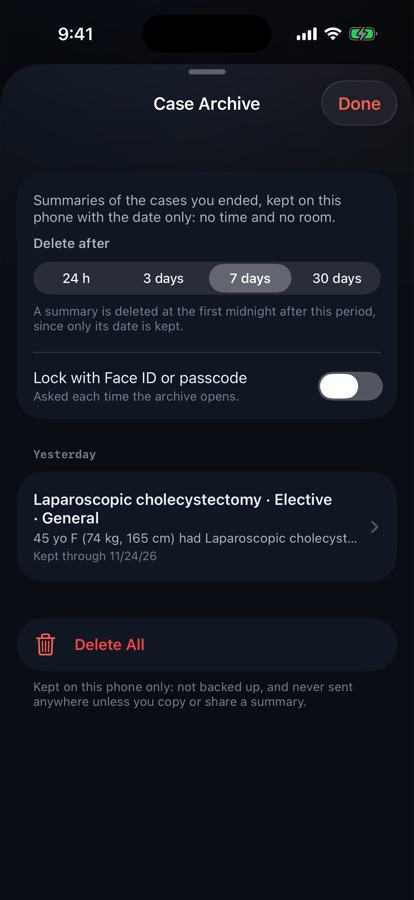 9:41
Case Archive
Done
Summaries of the cases you ended, kept on this
phone with the date only: no time and no room.
Delete after
24 h
3 days
7 days
30 days
A summary is deleted at the first midnight after this period,
since only its date is kept.
Lock with Face ID or passcode
Asked each time the archive opens.
Yesterday
Laparoscopic cholecystectomy · Elective
· General
45 yo F (74 kg, 165 cm) had Laparoscopic cholecyst...
Kept through 11/24/26
Delete All
Kept on this phone only: not backed up, and never sent
anywhere unless you copy or share a summary.